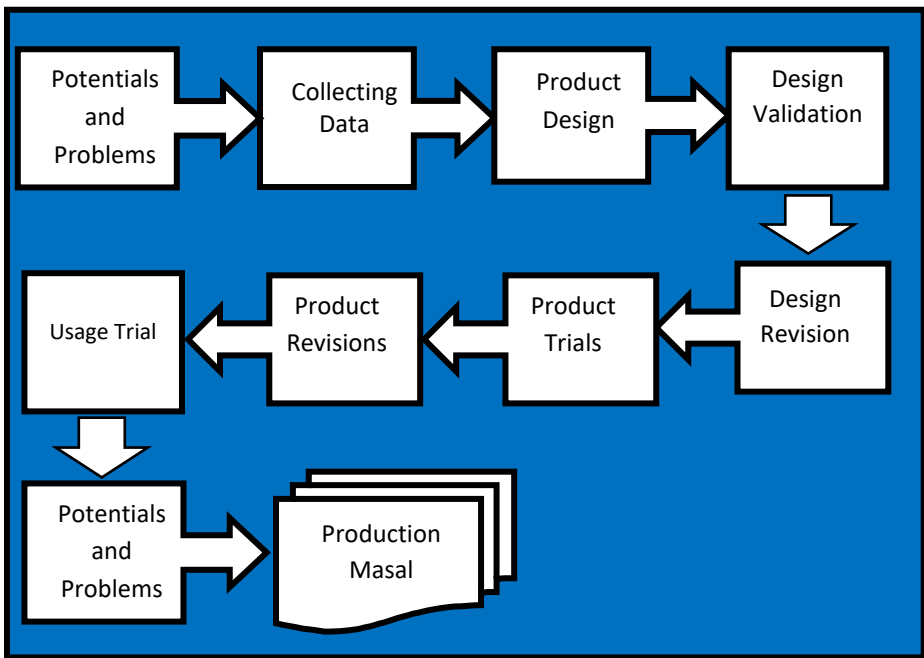 Potentials
and
Problems
Collecting
Data
Product
Design
Design
Validation
Design
Revision
Product
Trials
Product
Revisions
Usage Trial
Potentials
and
Problems
Production
Masal